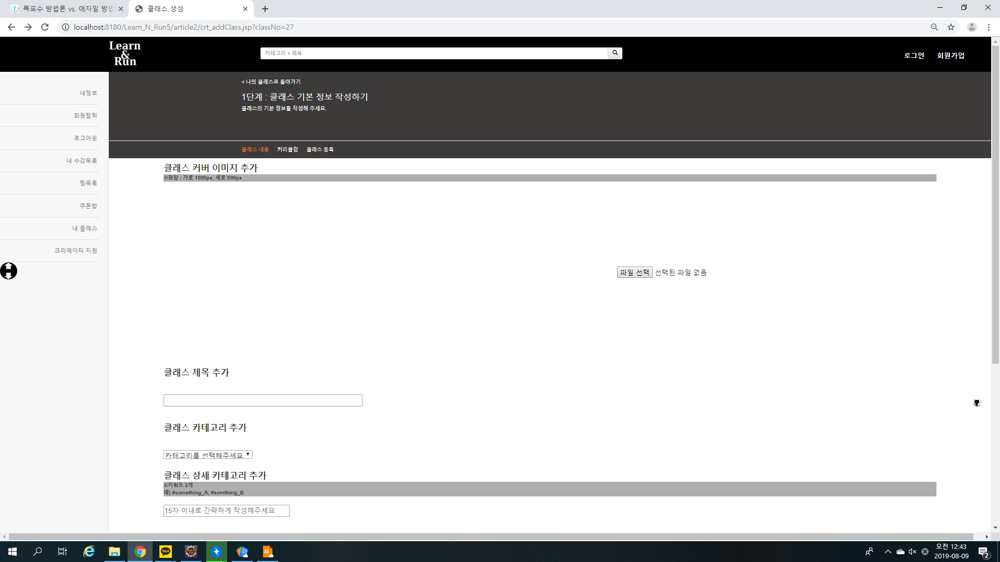 폭포수 방법론 vs. 애자일 방법
클래스 생성
localhost:8180/Learn_N_Run5/article2/crt_addClass.jsp?classNo=27
Learn
&
Run
카테고리 + 제목
로그인 회원가입
내정보
회원탈퇴
로그아웃
내 수강목록
찜목록
쿠폰함
내 클래스
크리에이터 지원
< 나의 클래스로 돌아가기
1단계 : 클래스 기본 정보 작성하기
클래스의 기본 정보를 작성해 주세요.
클래스 내용 커리큘럼 클래스 등록
클래스 커버 이미지 추가
※권장 : 가로 1000px, 세로 500px
파일 선택 선택된 파일 없음
클래스 제목 추가
클래스 카테고리 추가
카테고리를 선택해주세요
클래스 상세 카테고리 추가
※키워드 2개
예) #something_A, #somthing_B
15자 이내로 간략하게 작성해주세요
TALK
오전 12:43
2019-08-09
2